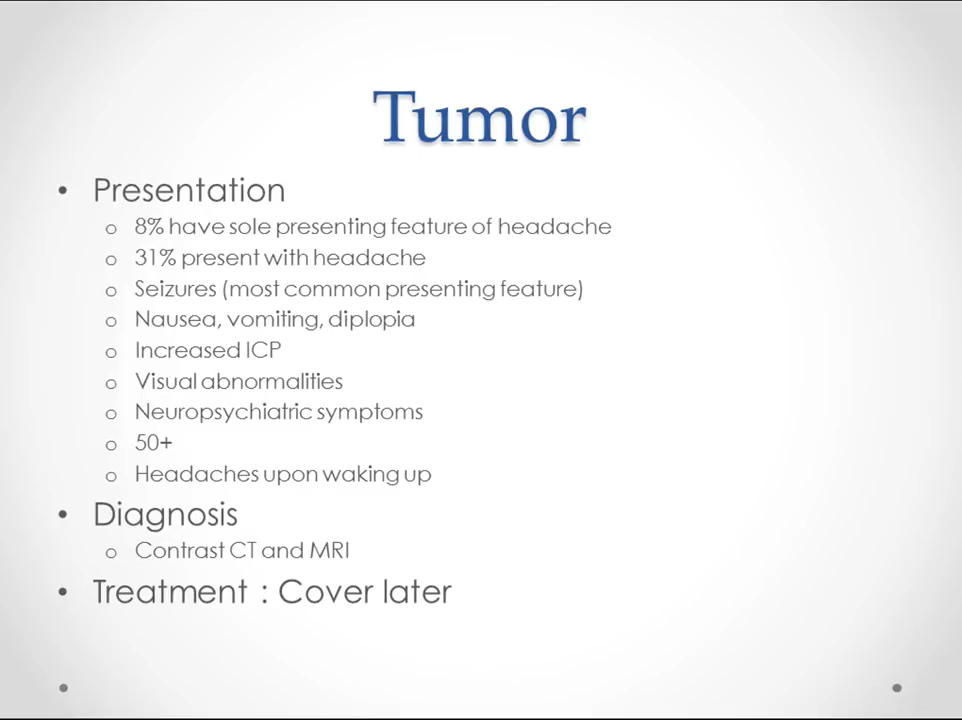 Tumor
• Presentation
o 8% have sole presenting feature of headache
o 31% present with headache
o Seizures (most common presenting feature)
o Nausea, vomiting, diplopia
o Increased ICP
o Visual abnormalities
o Neuropsychiatric symptoms
o 50+
o Headaches upon waking up
• Diagnosis
o Contrast CT and MRI
• Treatment : Cover later